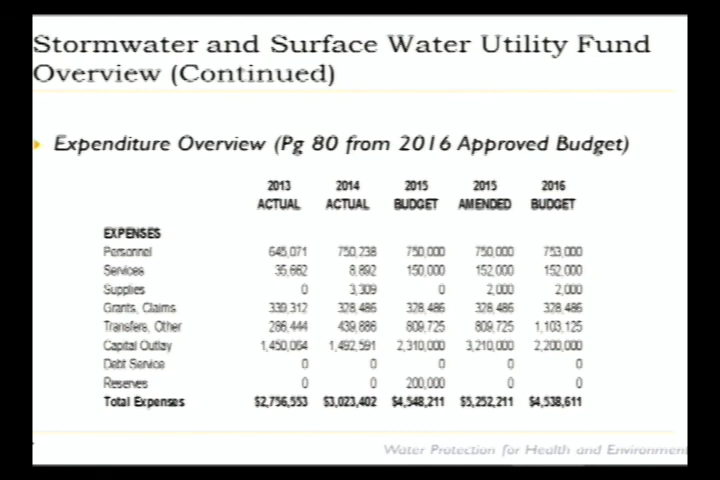 Stormwater and Surface Water Utility Fund
Overview (Continued)
Expenditure Overview (Pg 80 from 2016 Approved Budget)
2013 2014 2015 2015 2016
ACTUAL ACTUAL BUDGET AMENDED BUDGET
EXPENSES
Personnel 645,071 750,238 750,000 750,000 753,000
Services 35,662 8,892 150,000 152,000 152,000
Supplies 0 3,309 0 2,000 2,000
Grants, Claims 339,312 328,486 328,486 328,486 328,486
Transfers, Other 286,444 439,886 809,725 809,725 1,103,125
Capital Outlay 1,450,064 1,492,591 2,310,000 3,210,000 2,200,000
Debt Service 0 0 0 0 0
Reserves 0 0 200,000 0 0
Total Expenses $2,756,553 $3,023,402 $4,548,211 $5,252,211 $4,538,611
Water Protection for Health and Environment